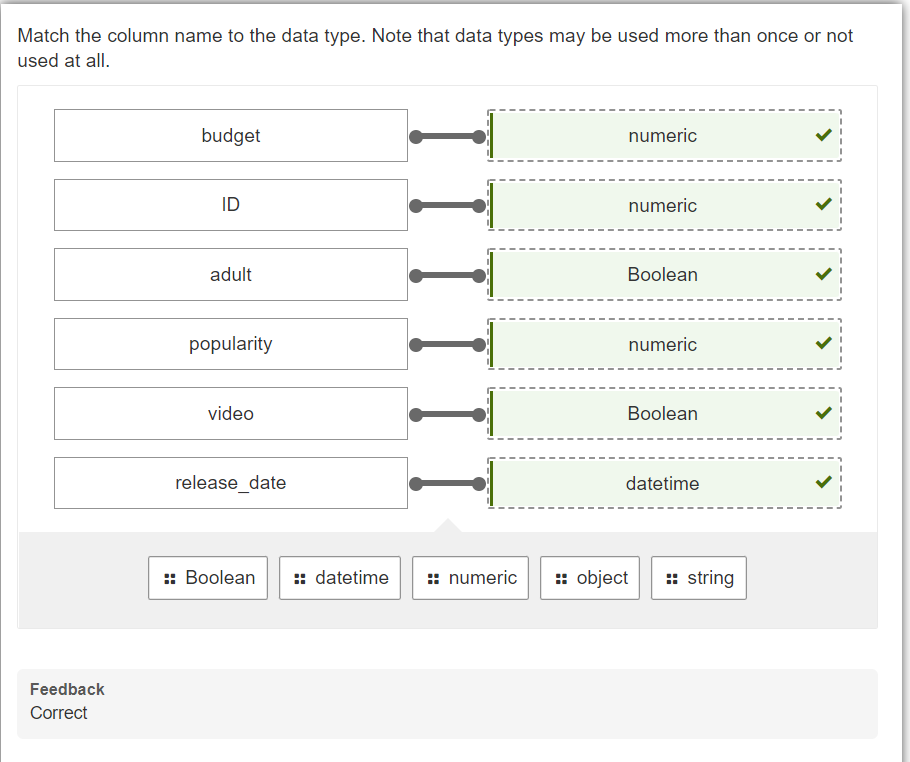 Match the column name to the data type. Note that data types may be used more than once or not
used at all.
budget numeric
ID numeric
adult Boolean
popularity numeric
video Boolean
release_date datetime
Boolean datetime numeric object string
Feedback
Correct